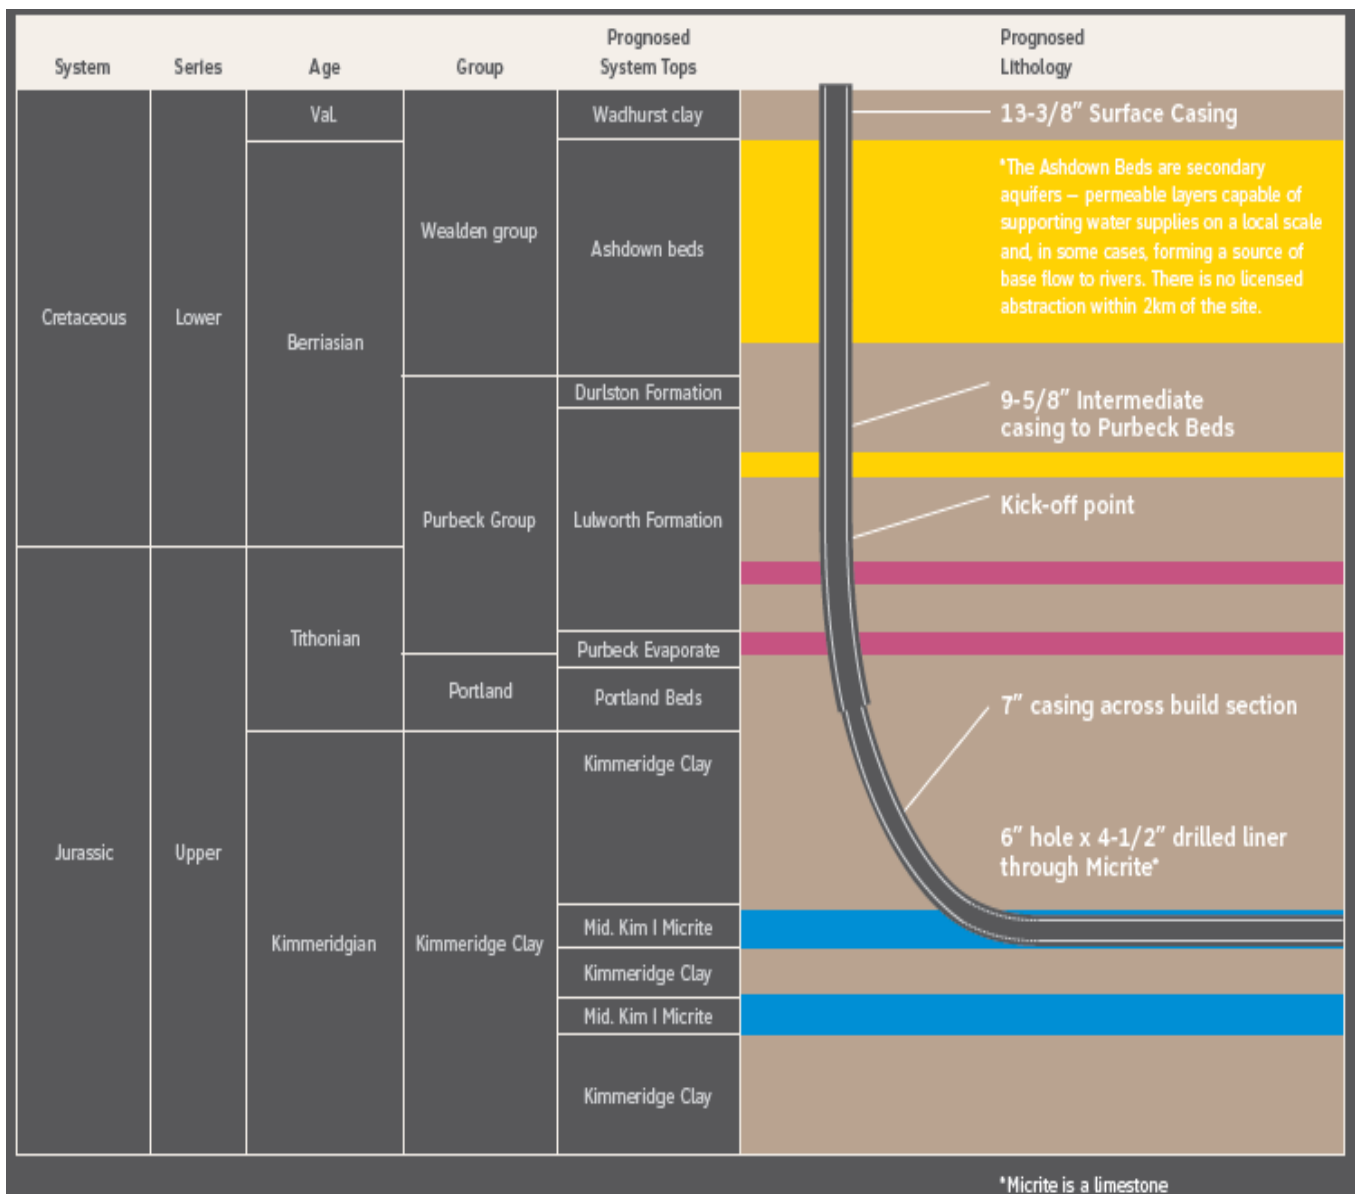 Prognosed
System Tops
Prognosed
Lithology
System
Series
Age
Group
Val.
Wadhurst clay
13-3/8” Surface Casing
*The Ashdown Beds are secondary
aquifers – permeable layers capable of
supporting water supplies on a local scale
and, in some cases, forming a source of
base flow to rivers. There is no licensed
abstraction within 2km of the site.
Wealden group
Ashdown beds
Cretaceous
Lower
Berriasian
Durlston Formation
9-5/8” Intermediate
casing to Purbeck Beds
Kick-off point
Purbeck Group
Lulworth Formation
Tithonian
Purbeck Evaporate
Portland
Portland Beds
7” casing across build section
Kimmeridge Clay
6” hole x 4-1/2” drilled liner
through Micrite*
Jurassic
Upper
Kimmeridgian
Kimmeridge Clay
Mid. Kim I Micrite
Kimmeridge Clay
Mid. Kim I Micrite
Kimmeridge Clay
*Micrite is a limestone